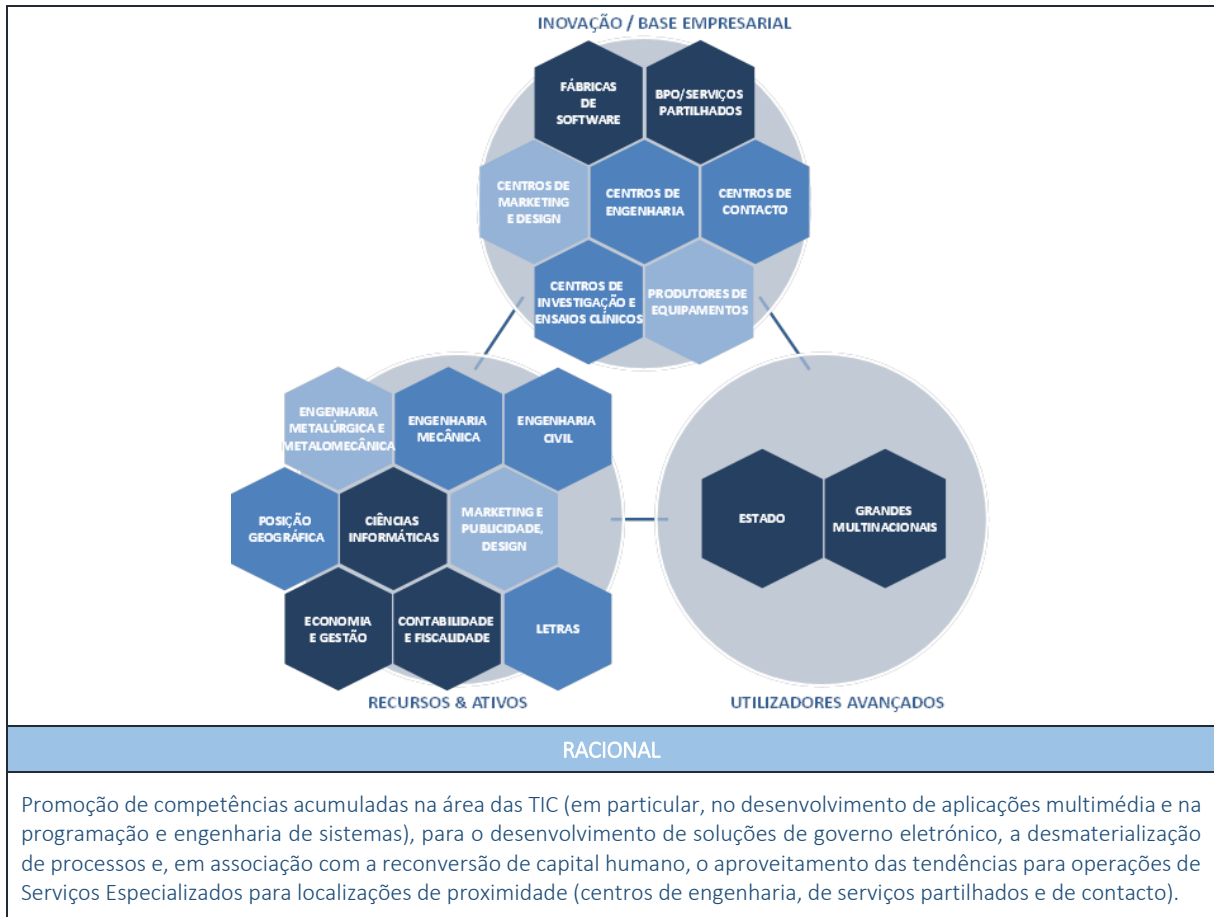 INOVAÇÃO / BASE EMPRESARIAL
FÁBRICAS
DE
SOFTWARE
BPO/SERVIÇOS
PARTILHADOS
CENTROS DE
MARKETING
E DESIGN
CENTROS DE
ENGENHARIA
CENTROS DE
CONTACTO
CENTROS DE
INVESTIGAÇÃO E
ENSAIOS CLÍNICOS
PRODUTORES DE
EQUIPAMENTOS
ENGENHARIA
METALÚRGICA E
METALOMECÂNICA
ENGENHARIA
MECÂNICA
ENGENHARIA
CIVIL
POSIÇÃO
GEOGRÁFICA
CIÊNCIAS
INFORMÁTICAS
MARKETING E
PUBLICIDADE,
DESIGN
ECONOMIA
E GESTÃO
CONTABILIDADE
E FISCALIDADE
LETRAS
ESTADO
GRANDES
MULTINACIONAIS
RECURSOS & ATIVOS
UTILIZADORES AVANÇADOS
RACIONAL
Promoção de competências acumuladas na área das TIC (em particular, no desenvolvimento de aplicações multimédia e na
programação e engenharia de sistemas), para o desenvolvimento de soluções de governo eletrónico, a desmaterialização
de processos e, em associação com a reconversão de capital humano, o aproveitamento das tendências para operações de
Serviços Especializados para localizações de proximidade (centros de engenharia, de serviços partilhados e de contacto).